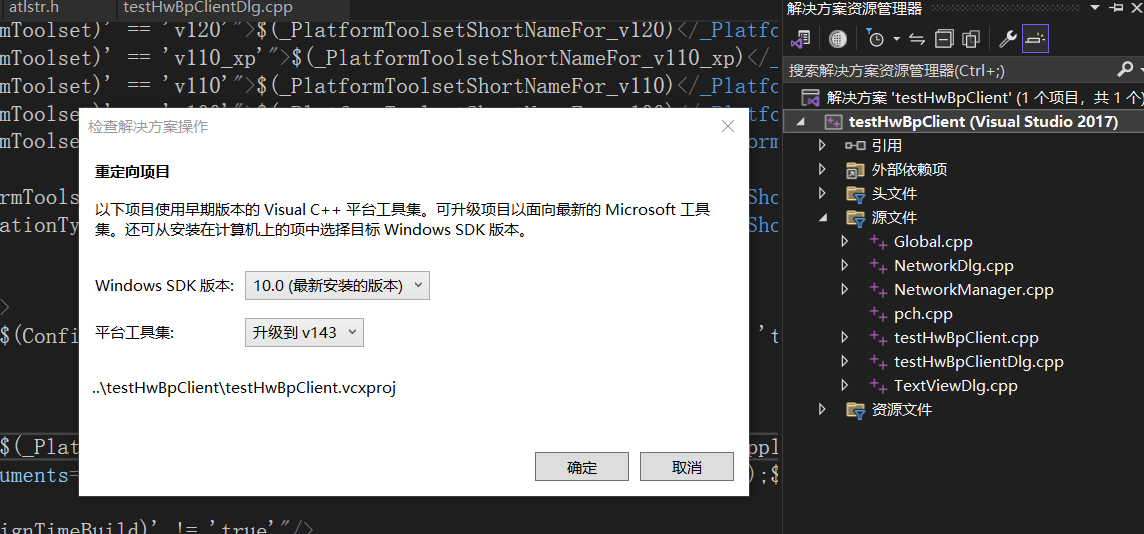 atlstr.h testHwBpClientDlg.cpp
mToolset)' == 'v120'">$(_PlatformToolsetShortNameFor_v120)</_Platfo
mToolset)' == 'v110_xp'">$(_PlatformToolsetShortNameFor_v110_xp)</_
mToolset)' == 'v110'">$(_PlatformToolsetShortNameFor_v110)</_Platfo
mToolse
mToolse
rmTools
ationTy
>
$(Confi
't
$(_Plat
uments=
);$
ignTimeBuild)' != 'true'"/>
检查解决方案操作
重定向项目
以下项目使用早期版本的 Visual C++ 平台工具集。可升级项目以面向最新的 Microsoft 工具
集。还可从安装在计算机上的项中选择目标 Windows SDK 版本。
Windows SDK 版本: 10.0 (最新安装的版本)
平台工具集: 升级到 v143
..\testHwBpClient\testHwBpClient.vcxproj
确定 取消
解决方案资源管理器
搜索解决方案资源管理器(Ctrl+;)
解决方案 'testHwBpClient' (1 个项目，共 1 个)
testHwBpClient (Visual Studio 2017)
引用
外部依赖项
头文件
源文件
Global.cpp
NetworkDlg.cpp
NetworkManager.cpp
pch.cpp
testHwBpClient.cpp
testHwBpClientDlg.cpp
TextViewDlg.cpp
资源文件